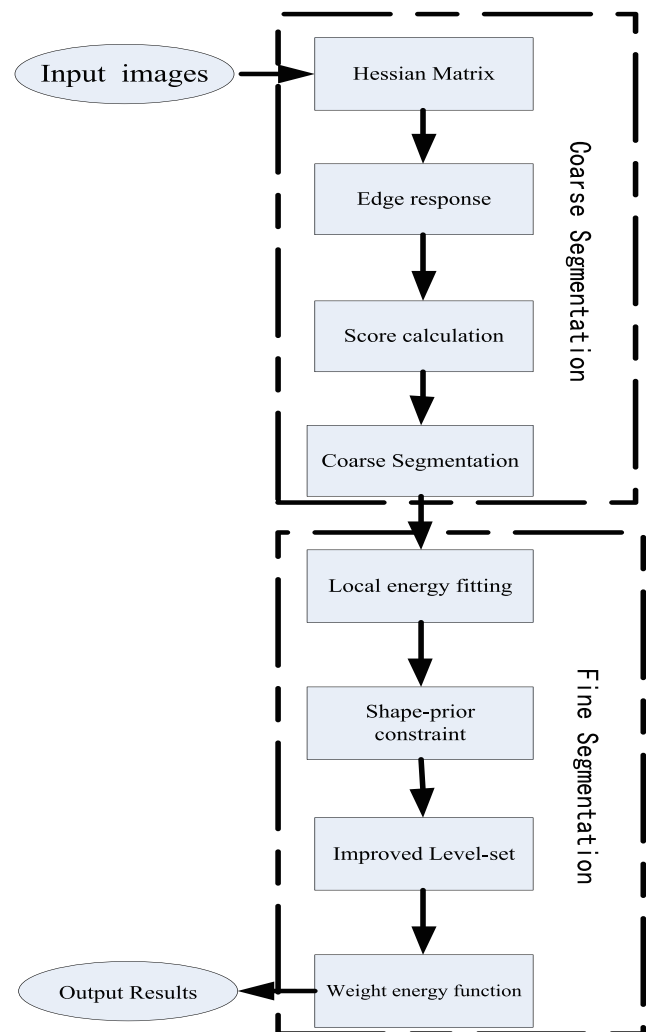 Input images
Hessian Matrix
Edge response
Score calculation
Coarse Segmentation
Coarse Segmentation
Local energy fitting
Shape-prior
constraint
Improved Level-set
Weight energy function
Fine Segmentation
Output Results